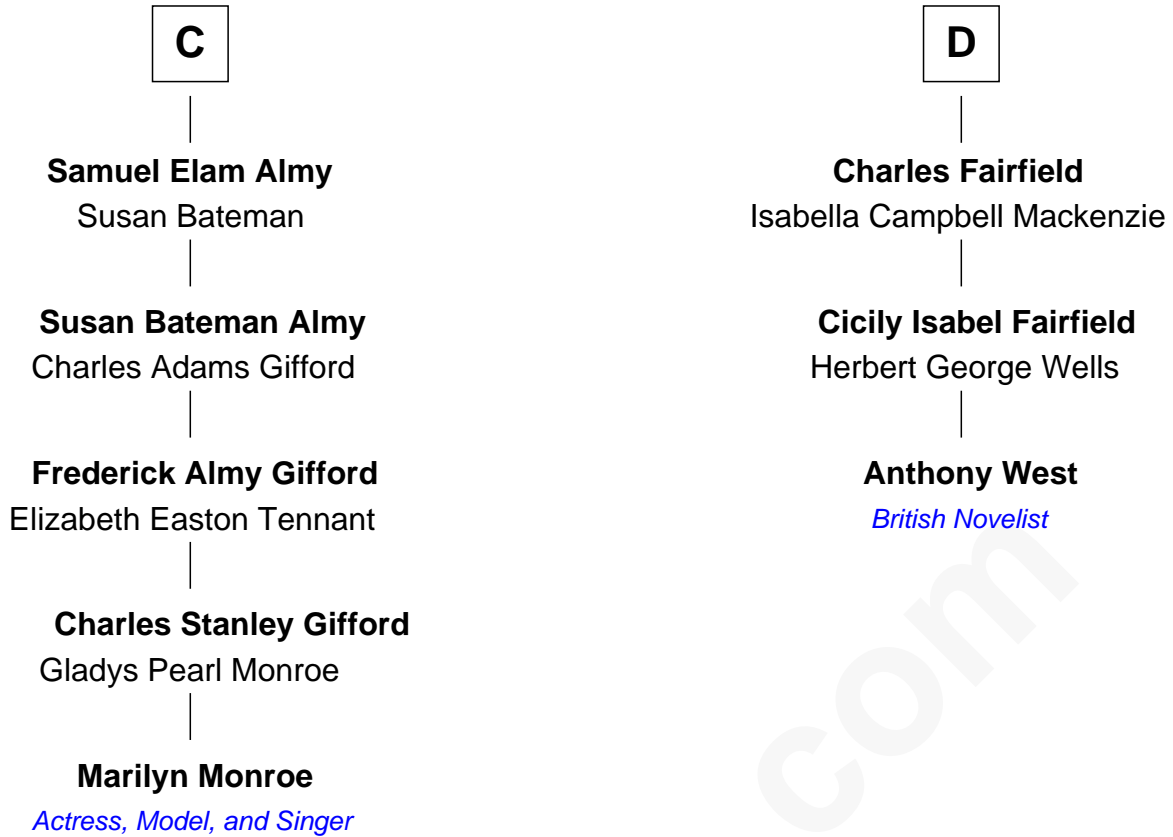 C
Samuel Elam Almy
Susan Bateman
Susan Bateman Almy
Charles Adams Gifford
Frederick Almy Gifford
Elizabeth Easton Tennant
Charles Stanley Gifford
Gladys Pearl Monroe
Marilyn Monroe
Actress, Model, and Singer
D
Charles Fairfield
Isabella Campbell Mackenzie
Cicily Isabel Fairfield
Herbert George Wells
Anthony West
British Novelist
com